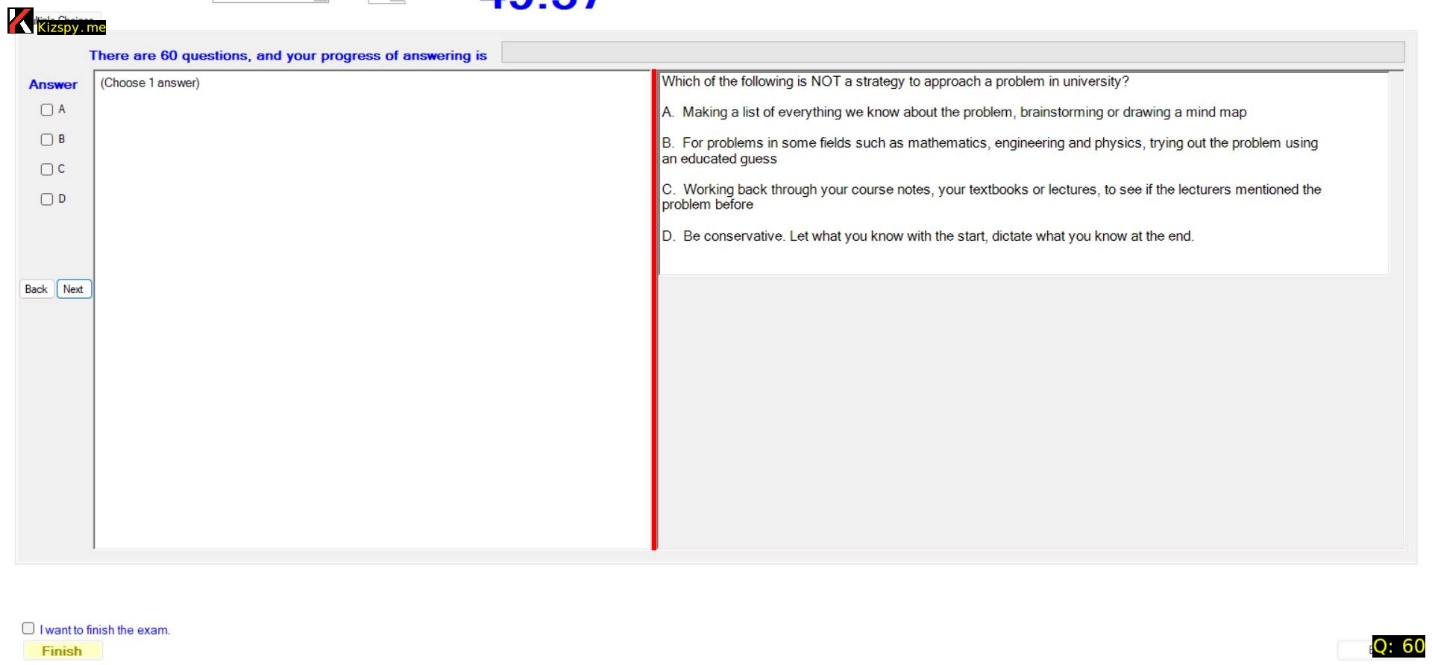 49:57
Multiple Choices
Kizspy.me
There are 60 questions, and your progress of answering is
Answer
(Choose 1 answer)
A
B
C
D
Back
Next
Which of the following is NOT a strategy to approach a problem in university?
A. Making a list of everything we know about the problem, brainstorming or drawing a mind map
B. For problems in some fields such as mathematics, engineering and physics, trying out the problem using
an educated guess
C. Working back through your course notes, your textbooks or lectures, to see if the lecturers mentioned the
problem before
D. Be conservative. Let what you know with the start, dictate what you know at the end.
I want to finish the exam.
Finish
Q: 60